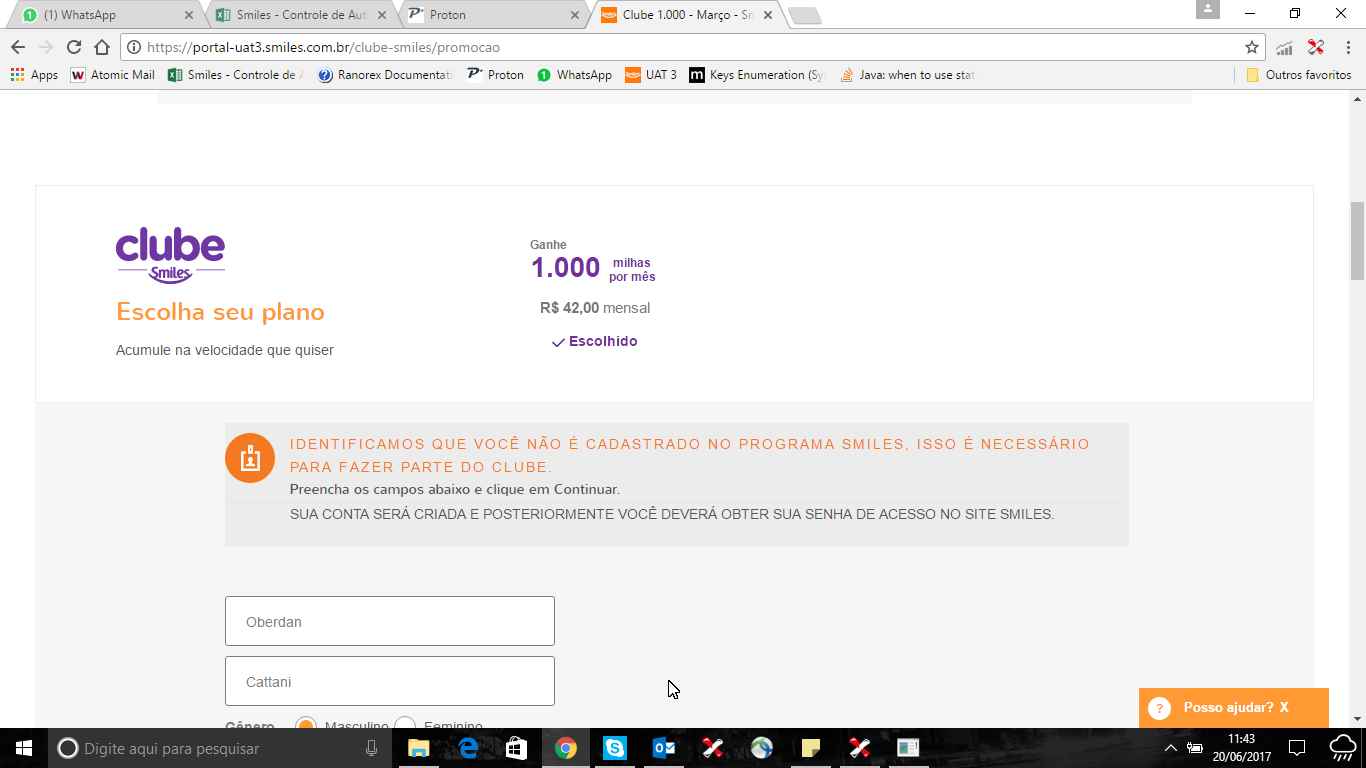 (1) WhatsApp
Smiles - Controle de Aut
Proton
Clube 1.000 - Março - Sm
https://portal-uat3.smiles.com.br/clube-smiles/promocao
Apps
Atomic Mail
Smiles - Controle de A
Ranorex Documentati
Proton
WhatsApp
UAT 3
Keys Enumeration (Sy
Java: when to use stat
Outros favoritos
clube
Smiles
Escolha seu plano
Acumule na velocidade que quiser
Ganhe
1.000 milhas
por mês
R$ 42,00 mensal
Escolhido
IDENTIFICAMOS QUE VOCÊ NÃO É CADASTRADO NO PROGRAMA SMILES, ISSO É NECESSÁRIO
PARA FAZER PARTE DO CLUBE.
Preencha os campos abaixo e clique em Continuar.
SUA CONTA SERÁ CRIADA E POSTERIORMENTE VOCÊ DEVERÁ OBTER SUA SENHA DE ACESSO NO SITE SMILES.
Oberdan
Cattani
Gênero Masculino Feminino
? Posso ajudar? X
Digite aqui para pesquisar
11:43
20/06/2017